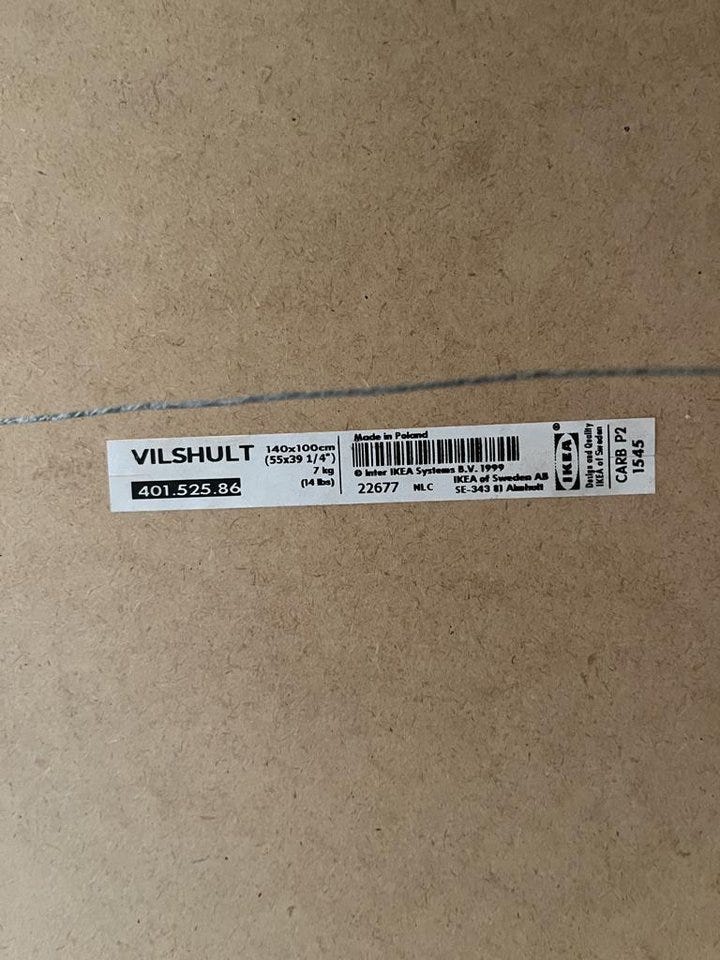 VILSHULT
401.525.86
140x100cm
(55x39 1/4")
7 kg
(14 lbs)
Made in Poland
© Inter IKEA Systems B.V. 1999
22677 NLC
IKEA of Sweden AB
SE-343 81 Älmhult
IKEA®
Design and Quality
IKEA of Sweden
CARB P2
1545